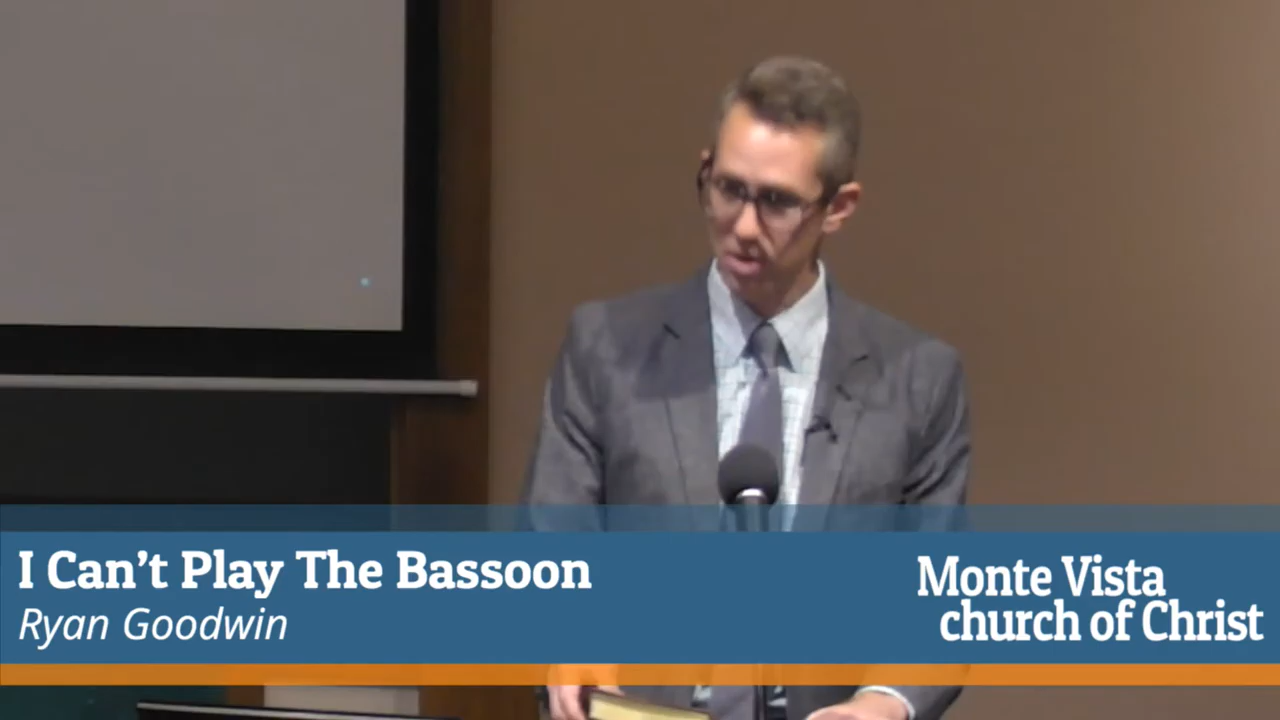 I Can't Play The Bassoon
Ryan Goodwin
Monte Vista
church of Christ